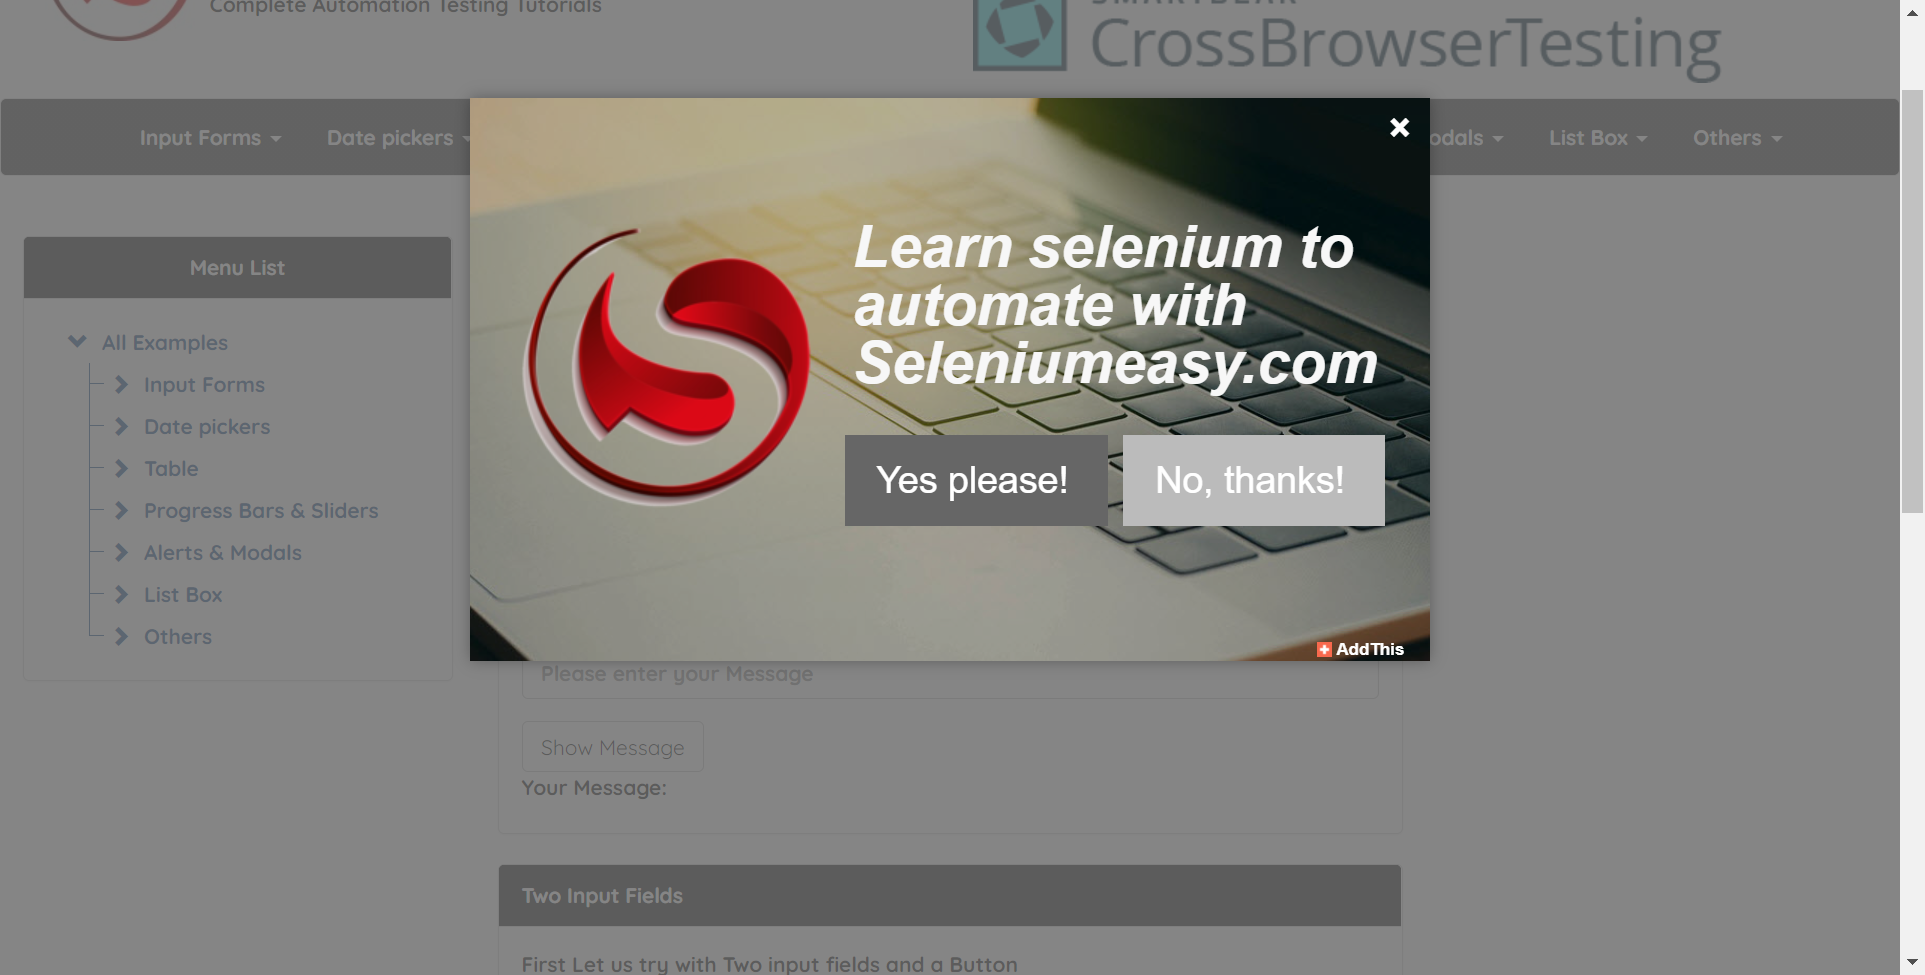 Complete Automation Testing Tutorials
CrossBrowserTesting
Input Forms
Date pickers
odals
List Box
Others
Menu List
All Examples
Input Forms
Date pickers
Table
Progress Bars & Sliders
Alerts & Modals
List Box
Others
Learn selenium to
automate with
Seleniumeasy.com
Yes please!
No, thanks!
AddThis
Please enter your Message
Show Message
Your Message:
Two Input Fields
First Let us try with Two input fields and a Button